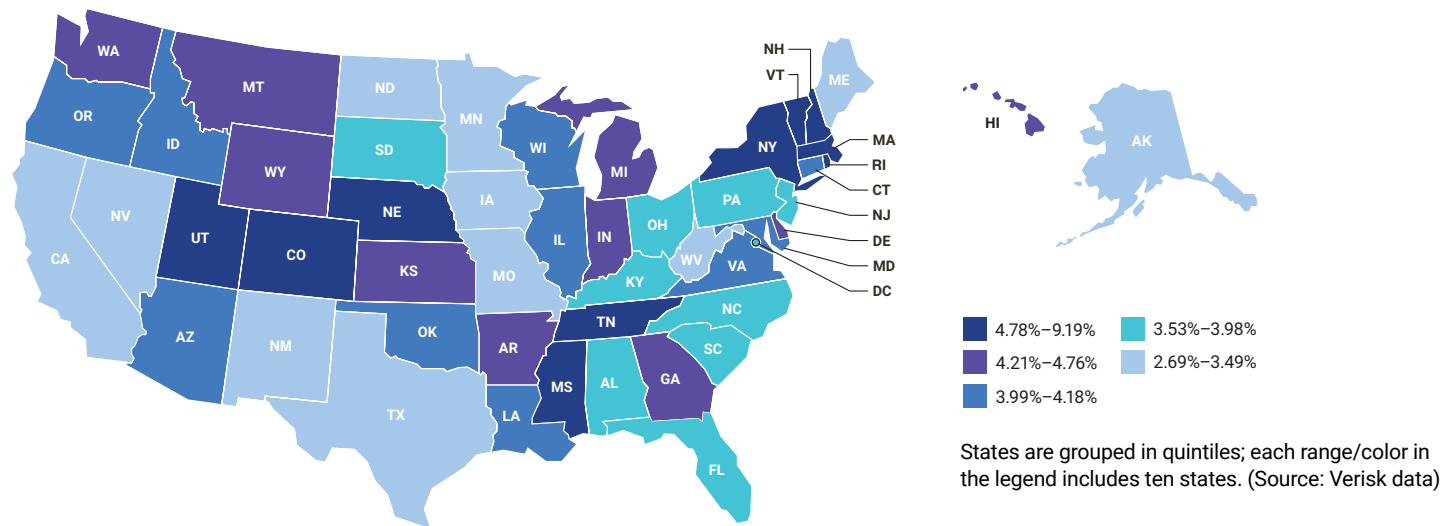 WA
MT
ND
MN
ME
NH
VT
OR
ID
SD
WI
MI
NY
MA
RI
CT
NJ
DE
MD
DC
WY
NE
IA
PA
NV
UT
CO
KS
MO
IL
IN
OH
WV
VA
KY
CA
AZ
NM
OK
AR
TN
NC
SC
TX
LA
MS
AL
GA
FL
HI
AK
4.78%–9.19%
3.53%–3.98%
4.21%–4.76%
2.69%–3.49%
3.99%–4.18%
States are grouped in quintiles; each range/color in
the legend includes ten states. (Source: Verisk data)